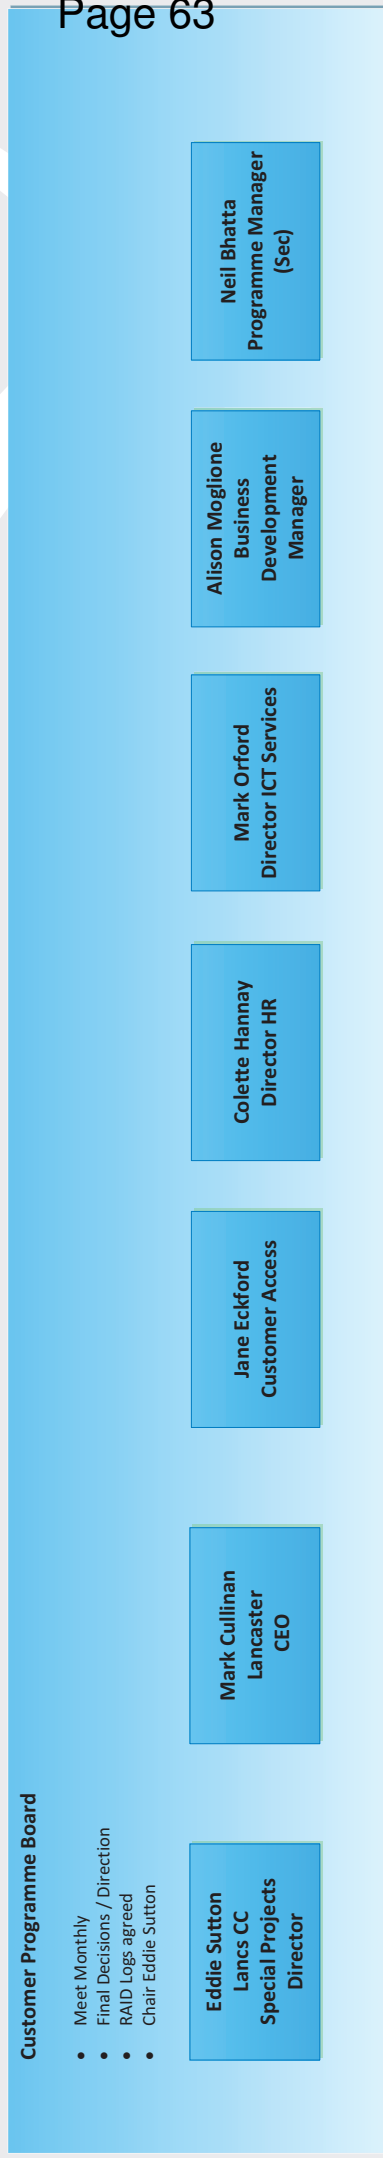 Page 63
Customer Programme Board
• Meet Monthly
• Final Decisions / Direction
• RAID Logs agreed
• Chair Eddie Sutton
Eddie Sutton
Lancs CC
Special Projects
Director
Mark Cullinan
Lancaster
CEO
Jane Eckford
Customer Access
Colette Hannay
Director HR
Mark Orford
Director ICT Services
Alison Moglione
Business
Development
Manager
Neil Bhatta
Programme Manager
(Sec)